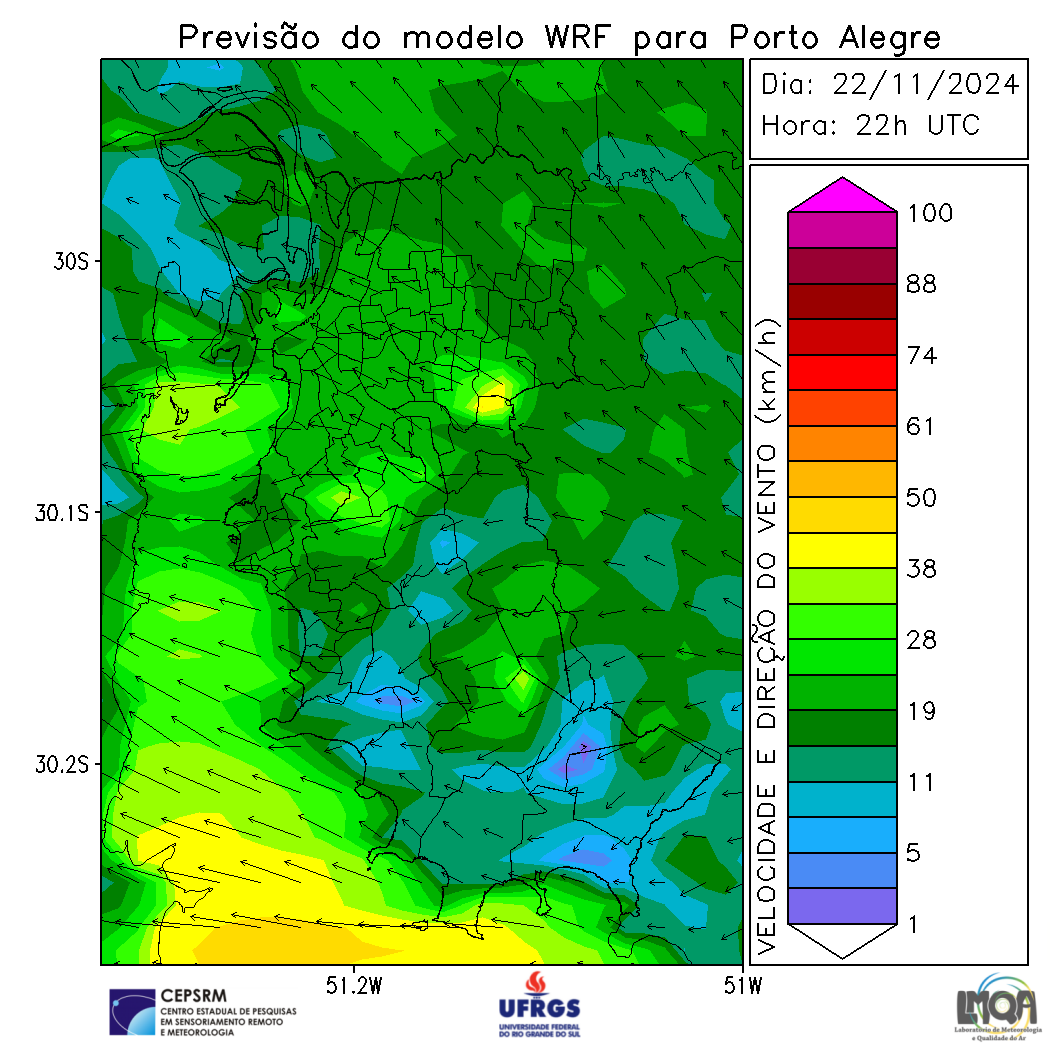 Previsão do modelo WRF para Porto Alegre
Dia: 22/11/2024
Hora: 22h UTC
30S
30.1S
30.2S
51.2W
51W
VELOCIDADE E DIREÇÃO DO VENTO (km/h)
100
88
74
61
50
38
28
19
11
5
1
CEPSRM
CENTRO ESTADUAL DE PESQUISAS
EM SENSORIAMENTO REMOTO
E METEOROLOGIA
UFRGS
UNIVERSIDADE FEDERAL
DO RIO GRANDE DO SUL
LMQA
Laboratório de Meteorologia
e Qualidade do Ar